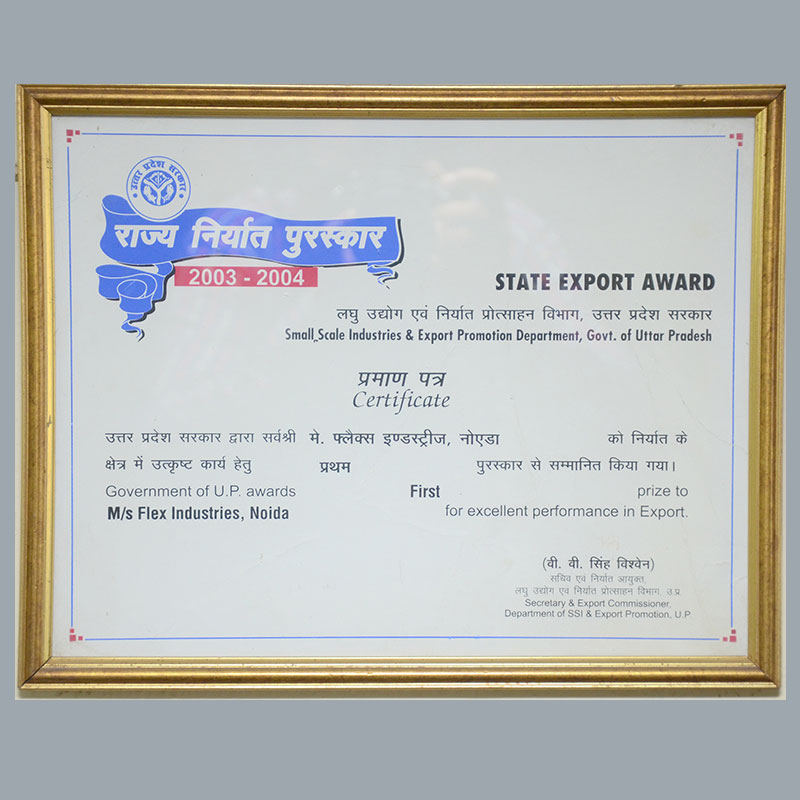 उत्तर प्रदेश सरकार
राज्य निर्यात पुरस्कार
2003 - 2004
STATE EXPORT AWARD
लघु उद्योग एवं निर्यात प्रोत्साहन विभाग, उत्तर प्रदेश सरकार
Small Scale Industries & Export Promotion Department, Govt. of Uttar Pradesh
प्रमाण पत्र
Certificate
उत्तर प्रदेश सरकार द्वारा सर्वश्री मे. फ्लैक्स इण्डस्ट्रीज, नोएडा को निर्यात के
क्षेत्र में उत्कृष्ट कार्य हेतु प्रथम पुरस्कार से सम्मानित किया गया।
Government of U.P. awards First prize to
M/s Flex Industries, Noida for excellent performance in Export.
(वी. वी. सिंह विश्वेन)
सचिव एवं निर्यात आयुक्त,
लघु उद्योग एवं निर्यात प्रोत्साहन विभाग, उ.प्र.
Secretary & Export Commissioner,
Department of SSI & Export Promotion, U.P.